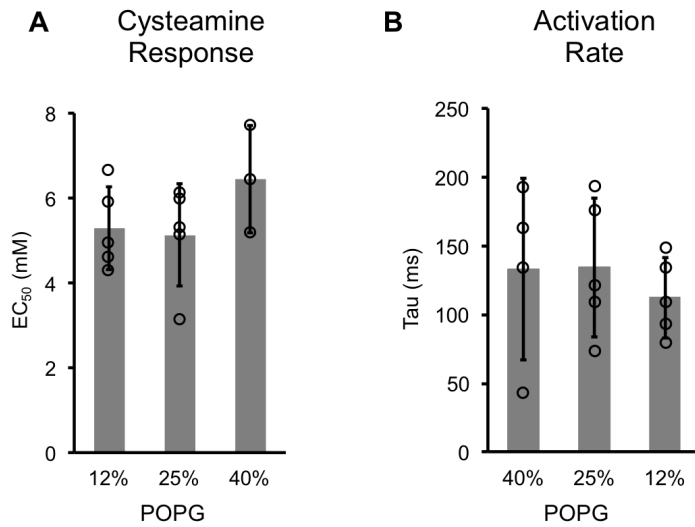 A
Cysteamine
Response
8
6
4
2
0
EC50 (mM)
12% 25% 40%
POPG
B
Activation
Rate
250
200
150
100
50
0
Tau (ms)
40% 25% 12%
POPG